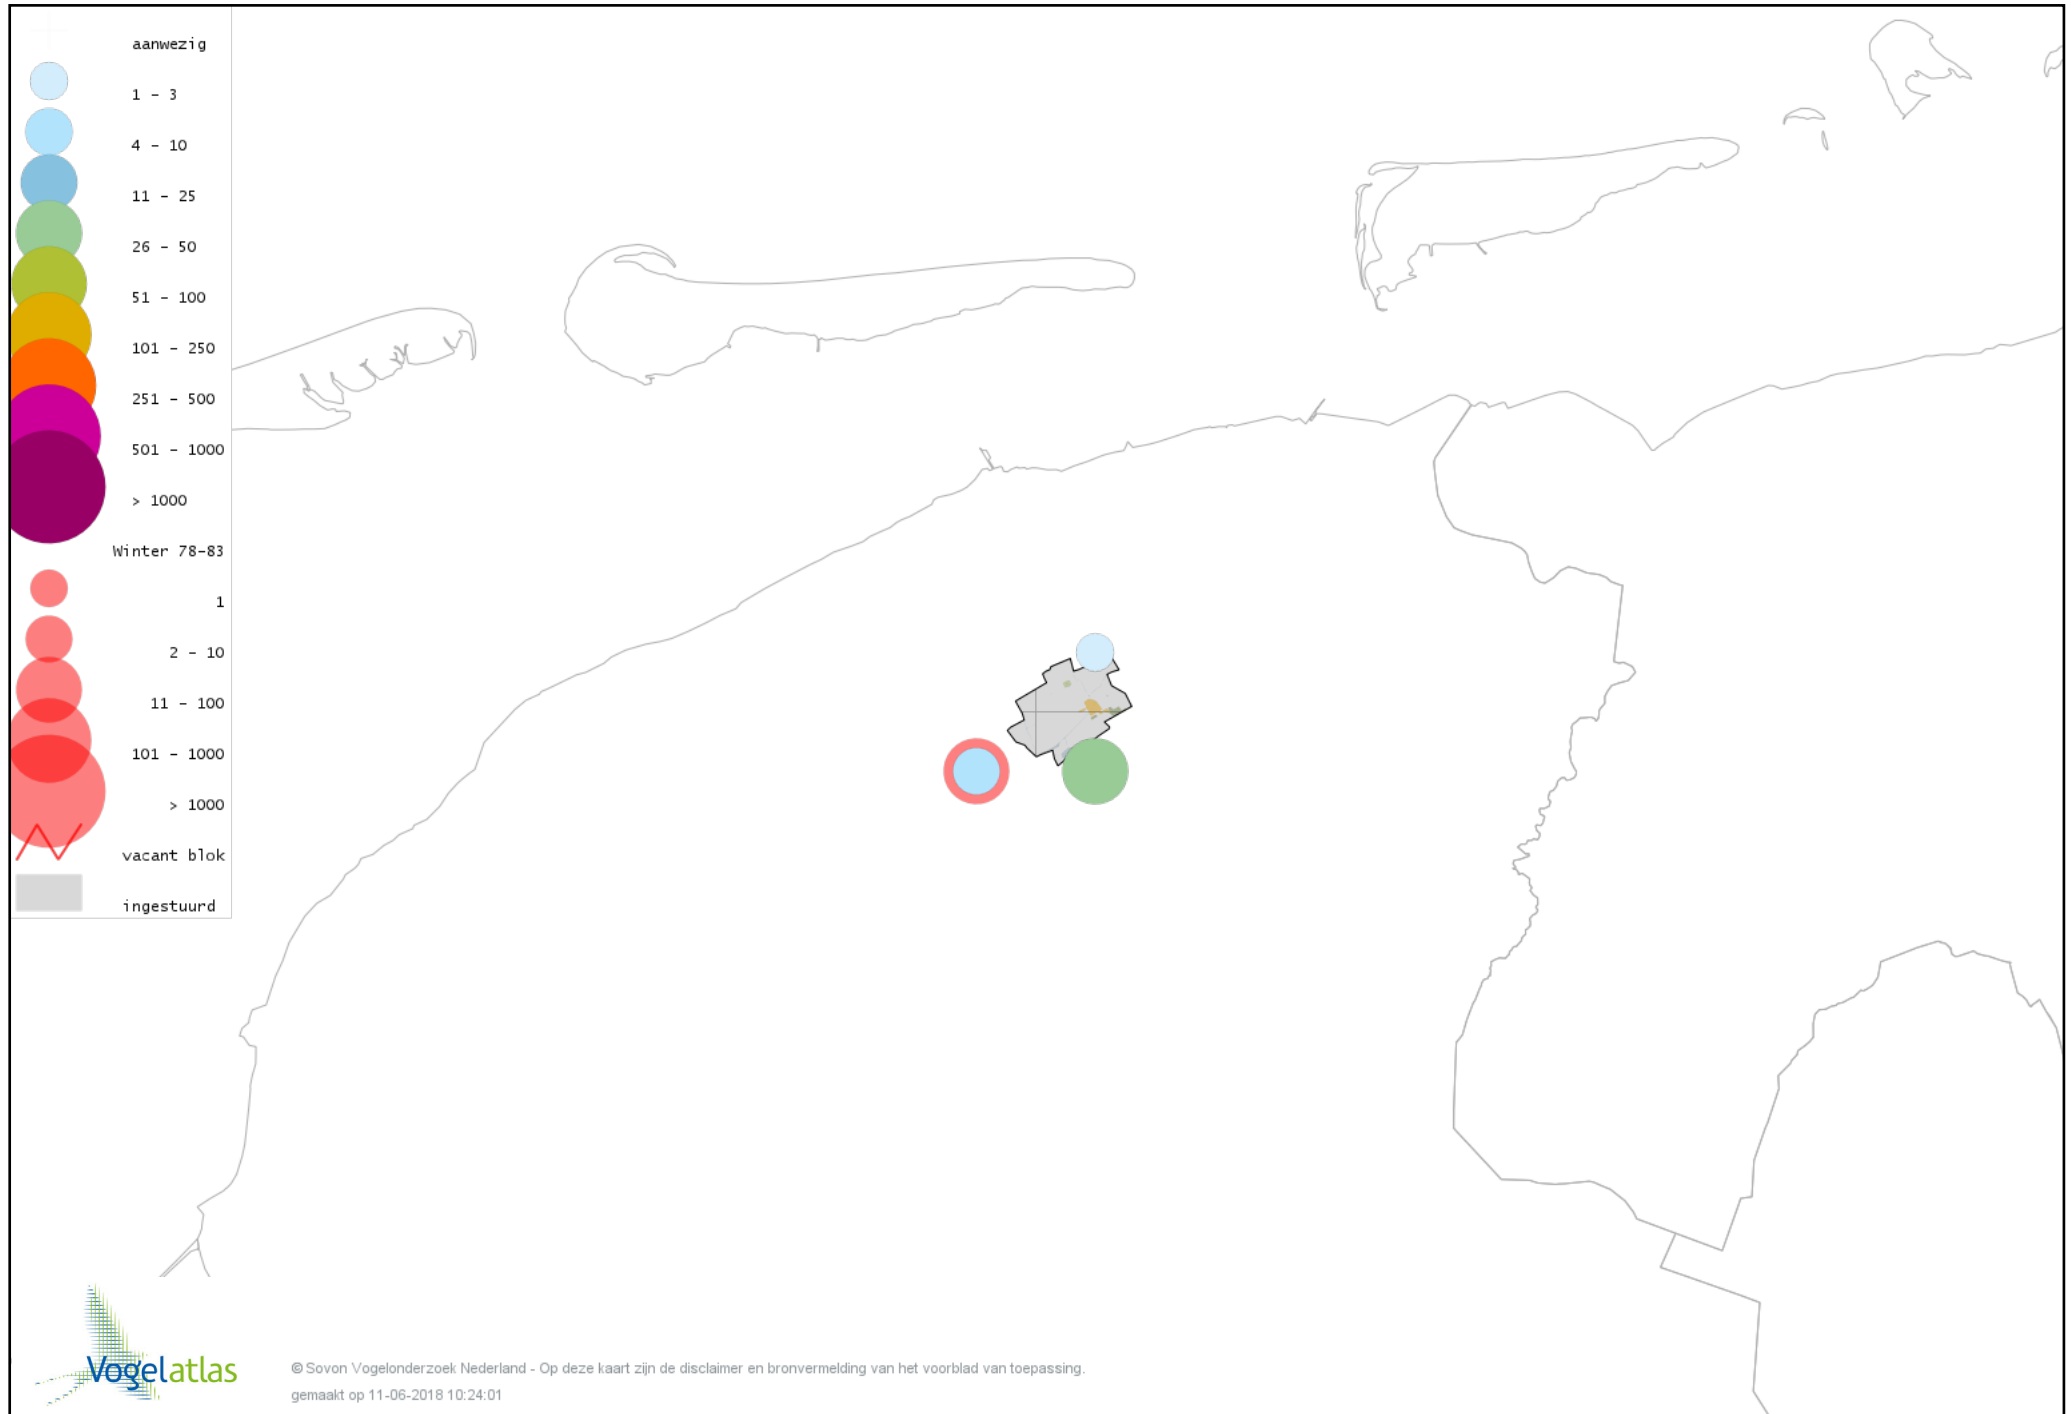 aanwezig
1 - 3
4 - 10
11 - 25
26 - 50
51 - 100
101 - 250
251 - 500
501 - 1000
> 1000
Winter 78-83
1
2 - 10
11 - 100
101 - 1000
> 1000
vacant blok
ingestuurd
Vogelatlas
© Sovon Vogelonderzoek Nederland - Op deze kaart zijn de disclaimer en bronvermelding van het voorblad van toepassing.
gemaakt op 11-06-2018 10:24:01